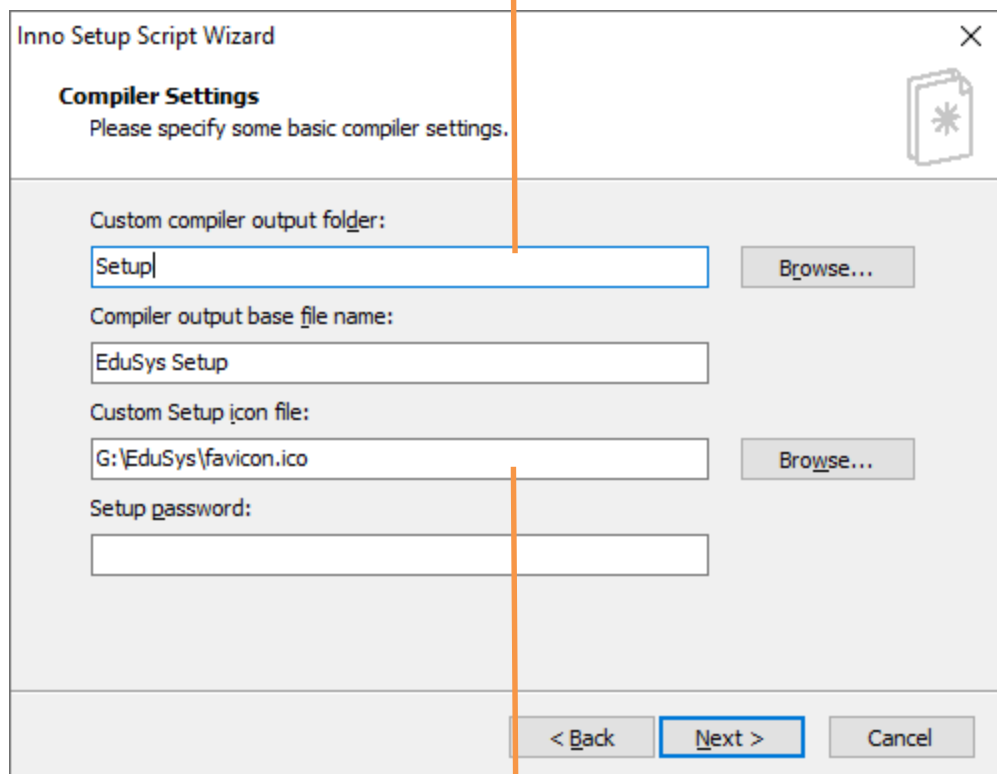 Inno Setup Script Wizard
Compiler Settings
Please specify some basic compiler settings.
Custom compiler output folder:
Setup
Browse...
Compiler output base file name:
EduSys Setup
Custom Setup icon file:
G:\EduSys\favicon.ico
Browse...
Setup password:
< Back
Next >
Cancel